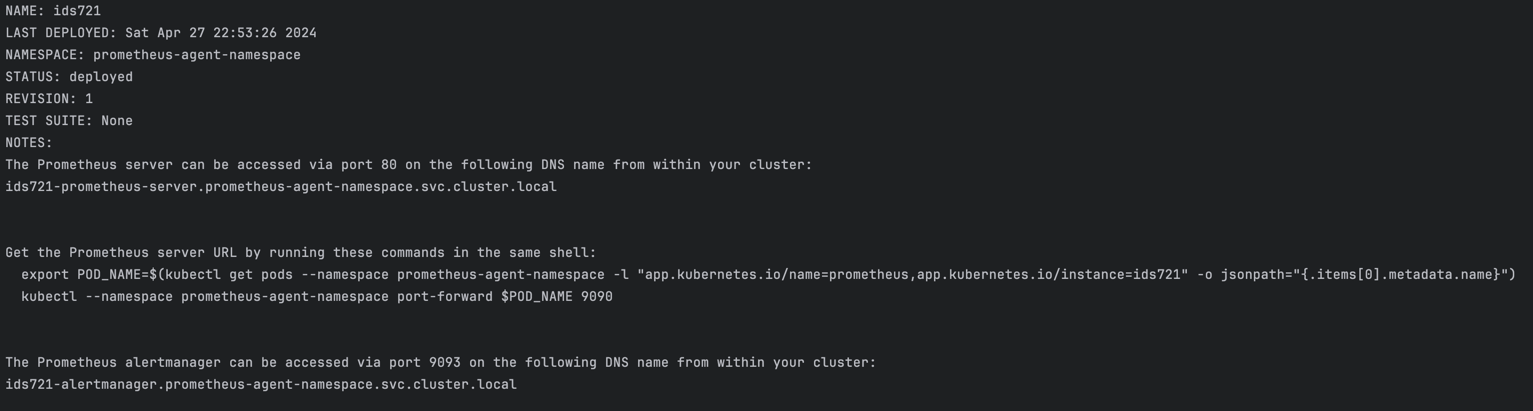 NAME: ids721
LAST DEPLOYED: Sat Apr 27 22:53:26 2024
NAMESPACE: prometheus-agent-namespace
STATUS: deployed
REVISION: 1
TEST SUITE: None
NOTES:
The Prometheus server can be accessed via port 80 on the following DNS name from within your cluster:
ids721-prometheus-server.prometheus-agent-namespace.svc.cluster.local
Get the Prometheus server URL by running these commands in the same shell:
export POD_NAME=$(kubectl get pods --namespace prometheus-agent-namespace -l "app.kubernetes.io/name=prometheus,app.kubernetes.io/instance=ids721" -o jsonpath="{.items[0].metadata.name}")
kubectl --namespace prometheus-agent-namespace port-forward $POD_NAME 9090
The Prometheus alertmanager can be accessed via port 9093 on the following DNS name from within your cluster:
ids721-alertmanager.prometheus-agent-namespace.svc.cluster.local